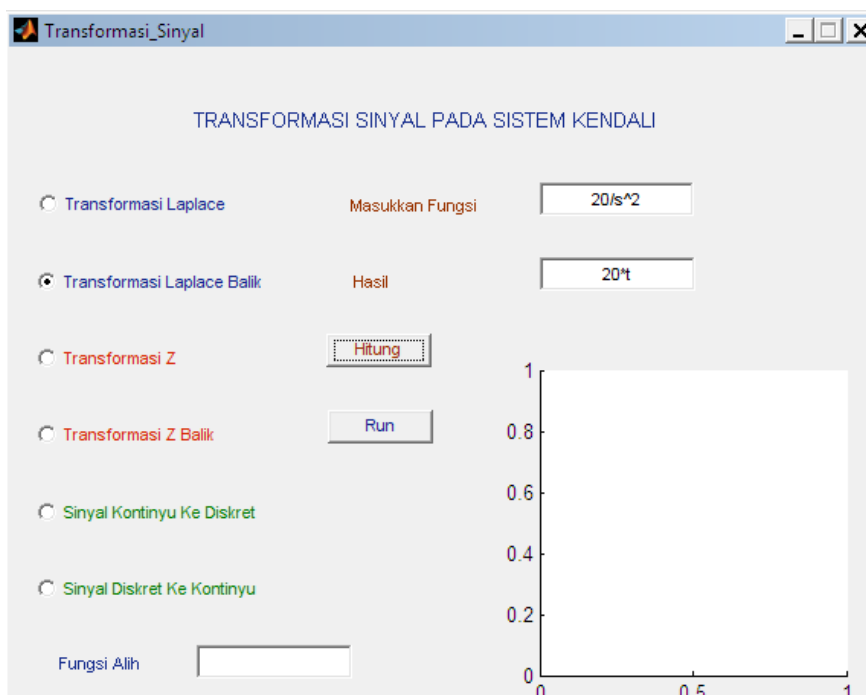 Transformasi_Sinyal
TRANSFORMASI SINYAL PADA SISTEM KENDALI
Transformasi Laplace
Masukkan Fungsi
20/s^2
Transformasi Laplace Balik
Hasil
20*t
Transformasi Z
Hitung
Transformasi Z Balik
Run
Sinyal Kontinyu Ke Diskret
Sinyal Diskret Ke Kontinyu
Fungsi Alih
1
0.8
0.6
0.4
0.2
0
0 0.5 1